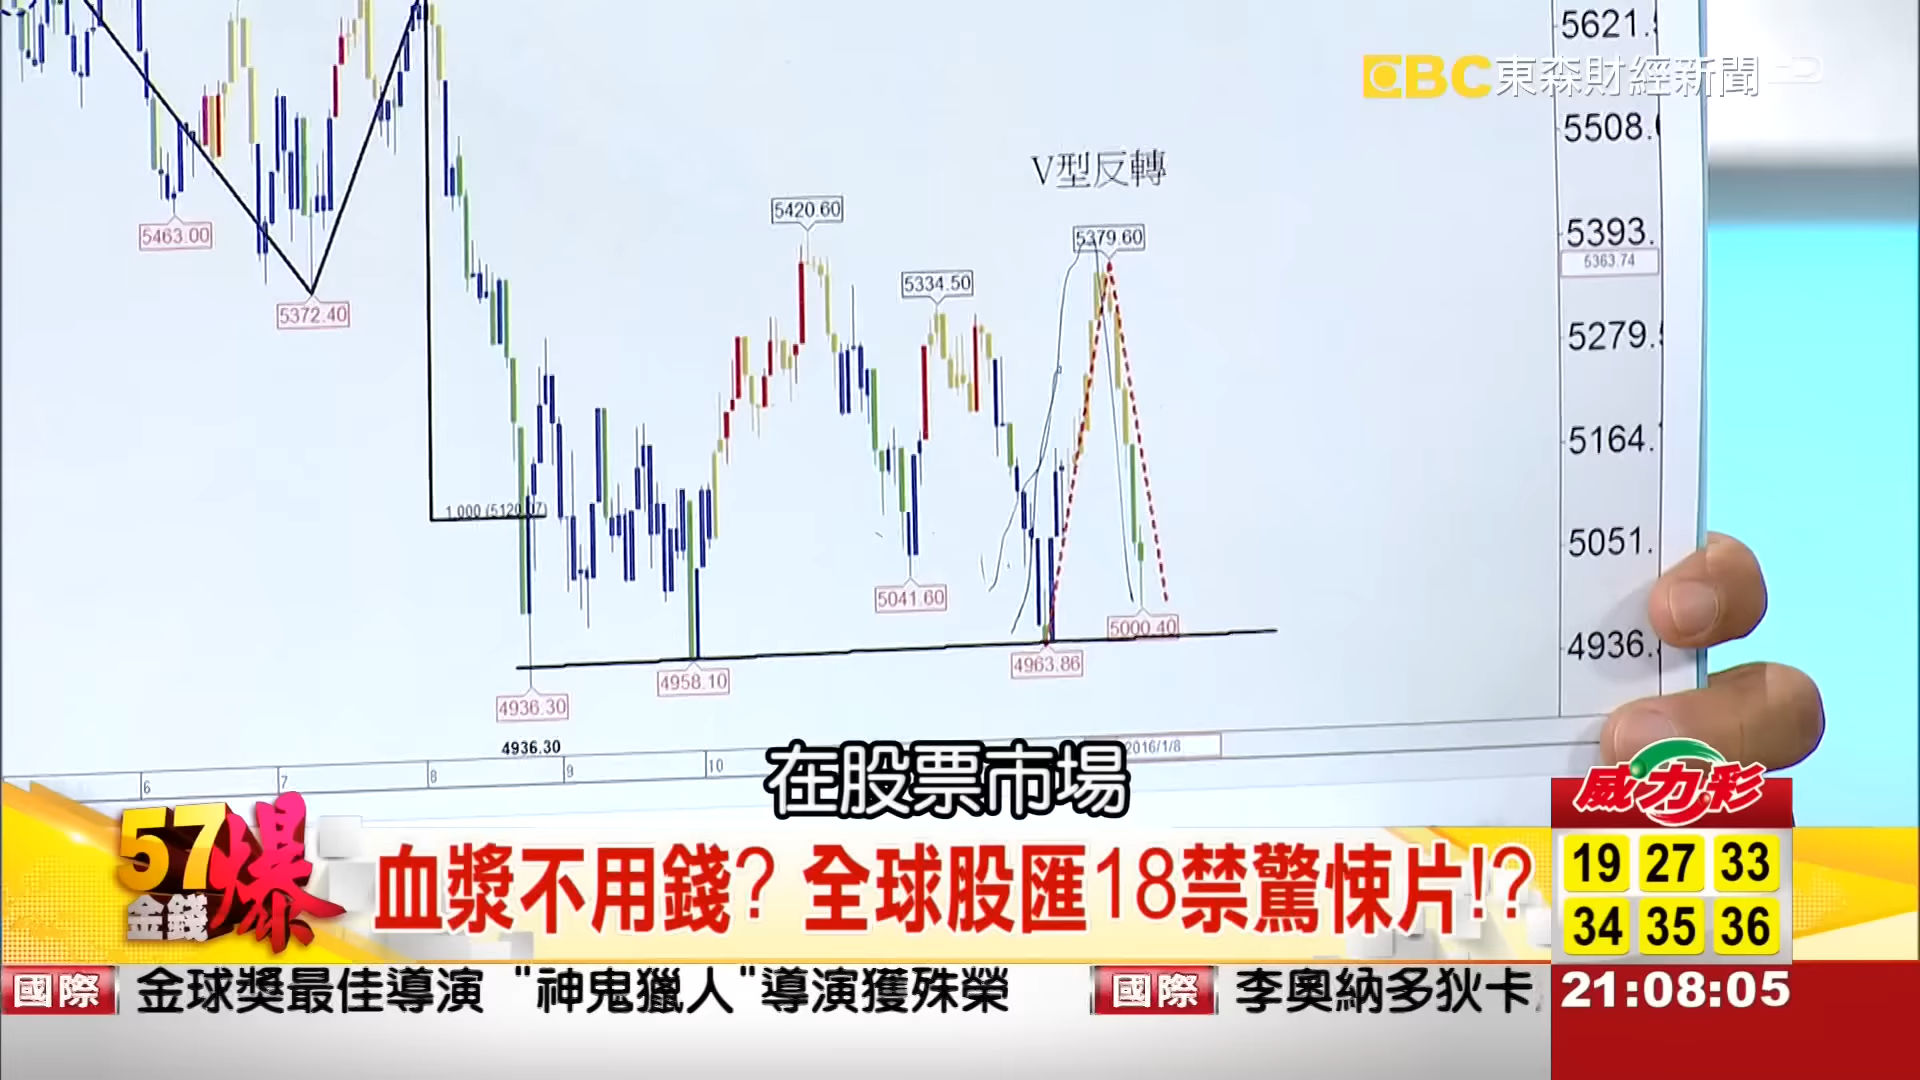 5621.
EBC 東森財經新聞 HD
5508.
V型反轉
5420.60
5463.00
5379.60
5393.
5363.74
5334.50
5372.40
5279.5
5164.
1.000 (5120.07)
5051.
5041.60
5000.40
4936.
4963.86
4958.10
4936.30
4936.30
2016/1/8
6
7
8
9
10
在股票市場
威力彩
57
金錢
爆
血漿不用錢? 全球股匯18禁驚悚片!?
19 27 33
34 35 36
國際
金球獎最佳導演 "神鬼獵人"導演獲殊榮
國際
李奧納多狄卡
21:08:05